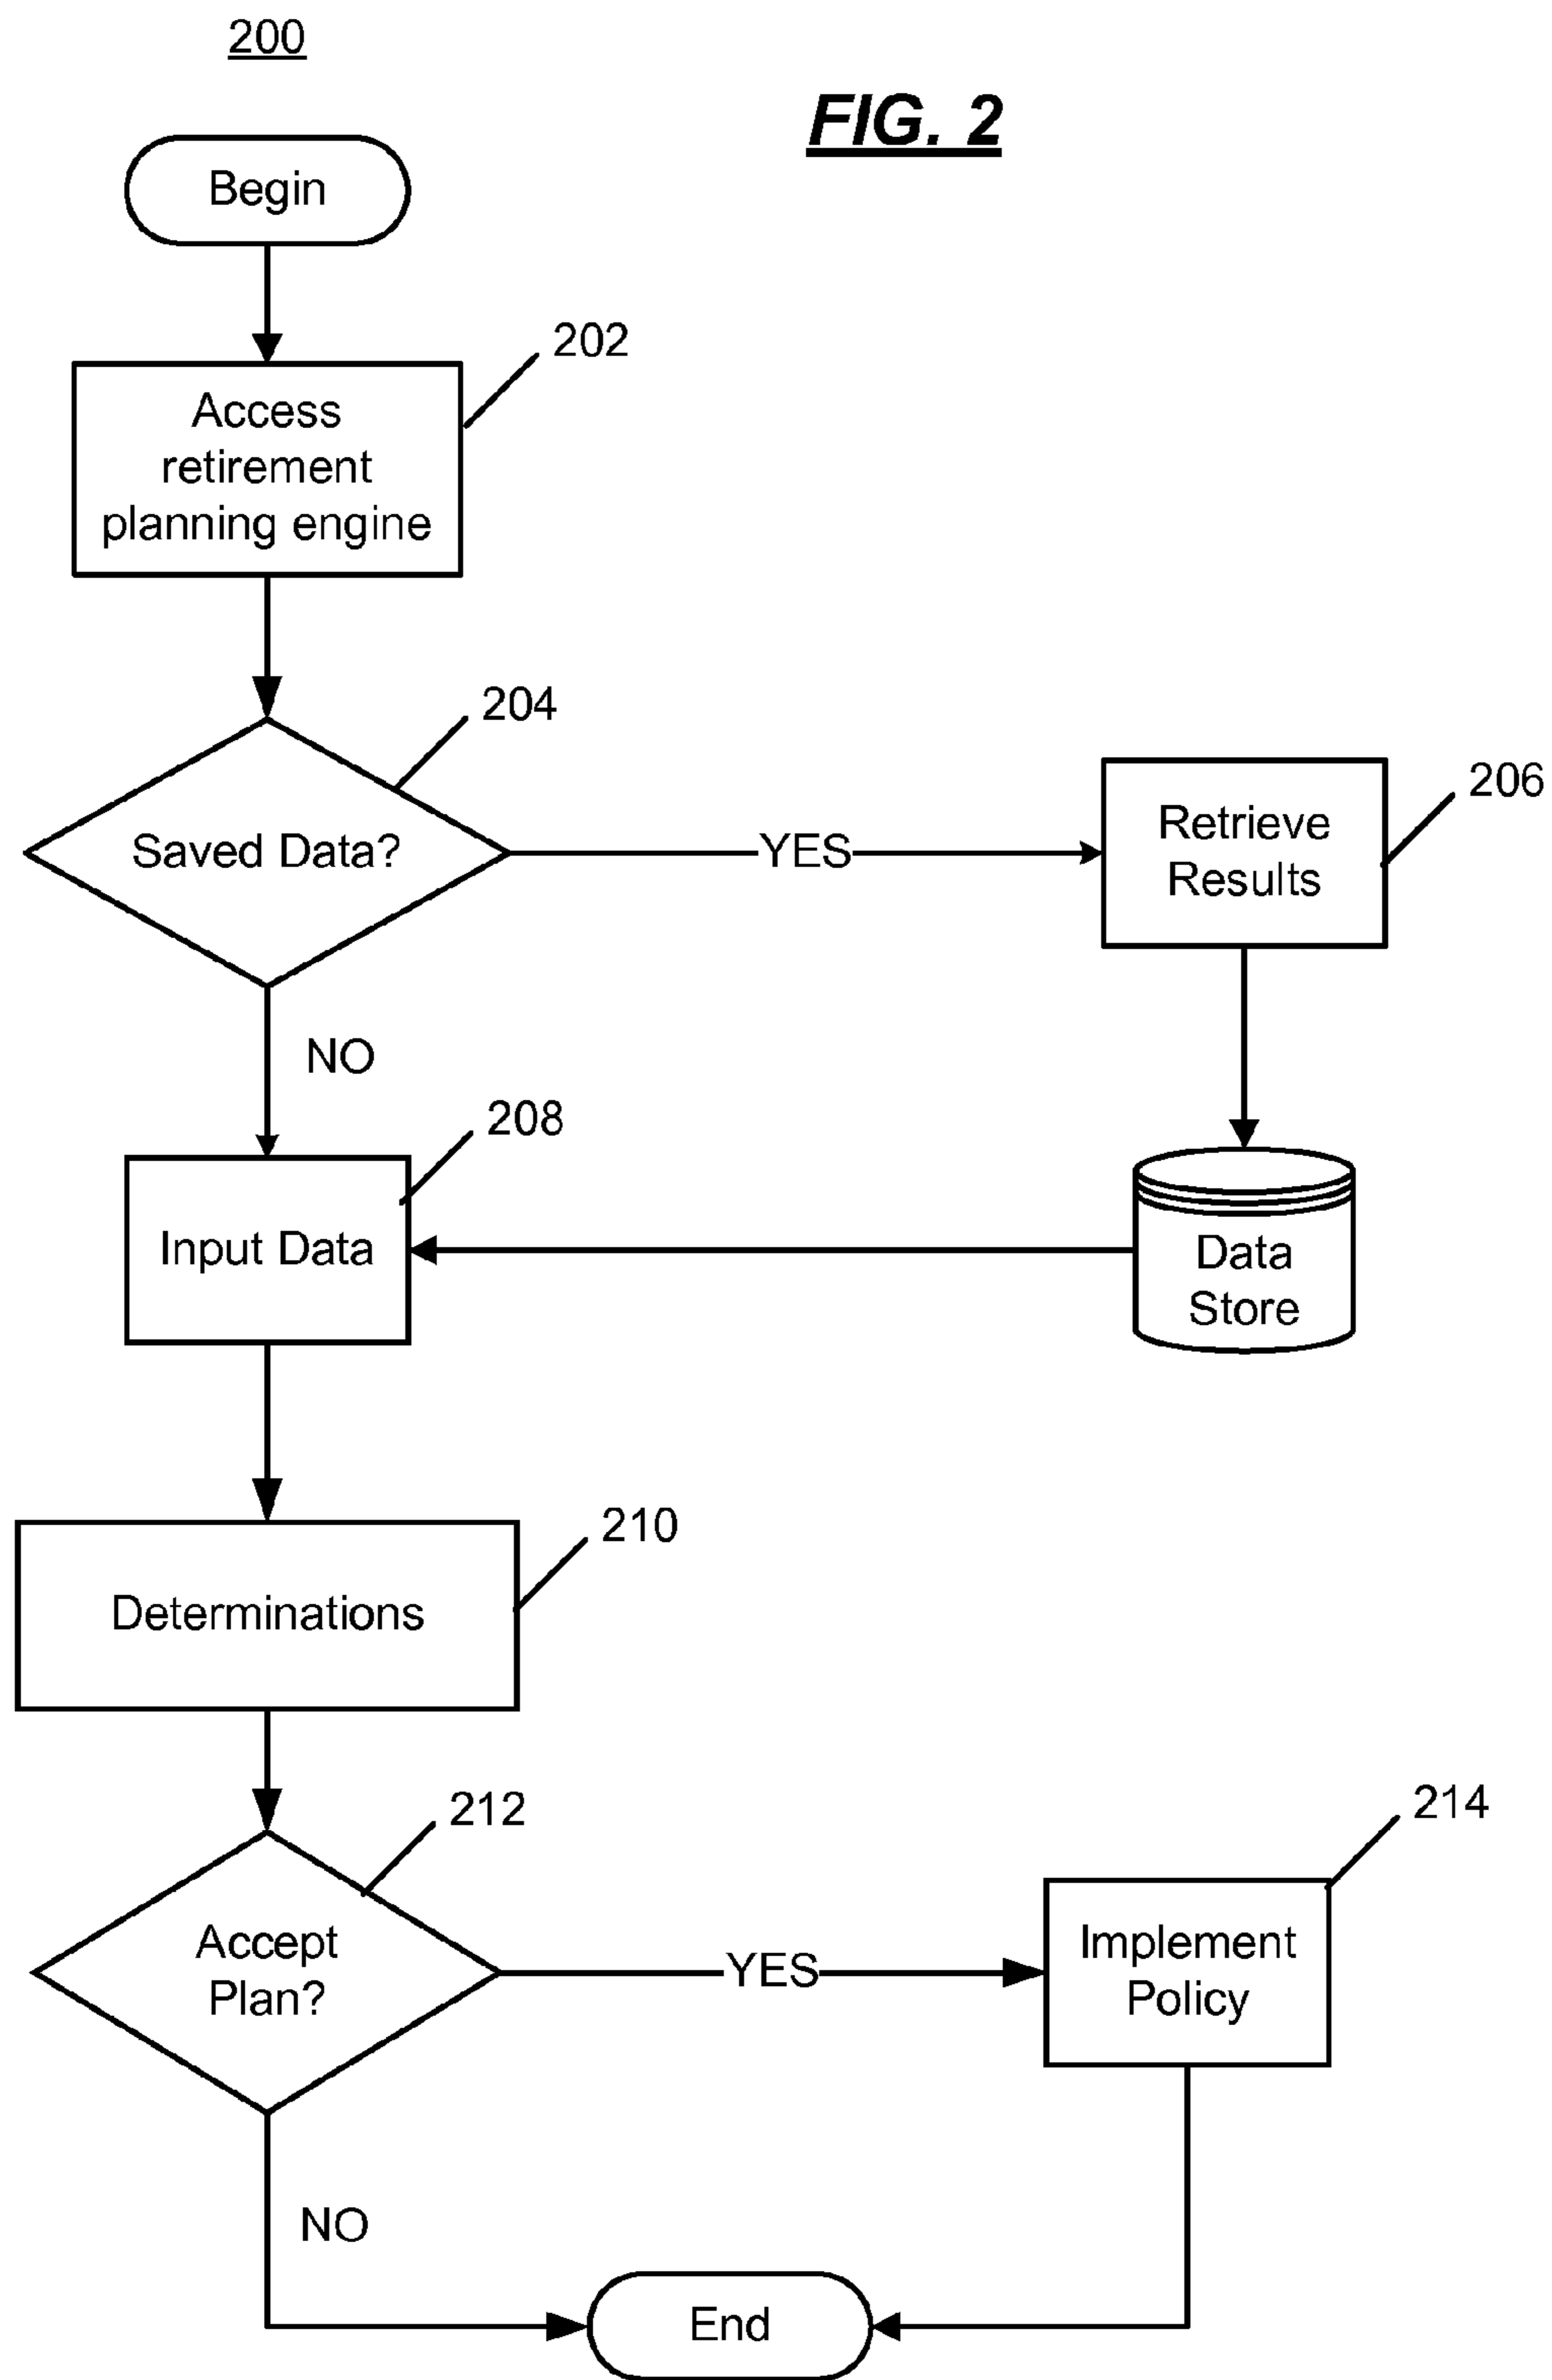 200
FIG. 2
Begin
202
Access
retirement
planning engine
204
Saved Data?
YES
206
Retrieve
Results
NO
208
Input Data
Data
Store
210
Determinations
212
Accept
Plan?
YES
214
Implement
Policy
NO
End